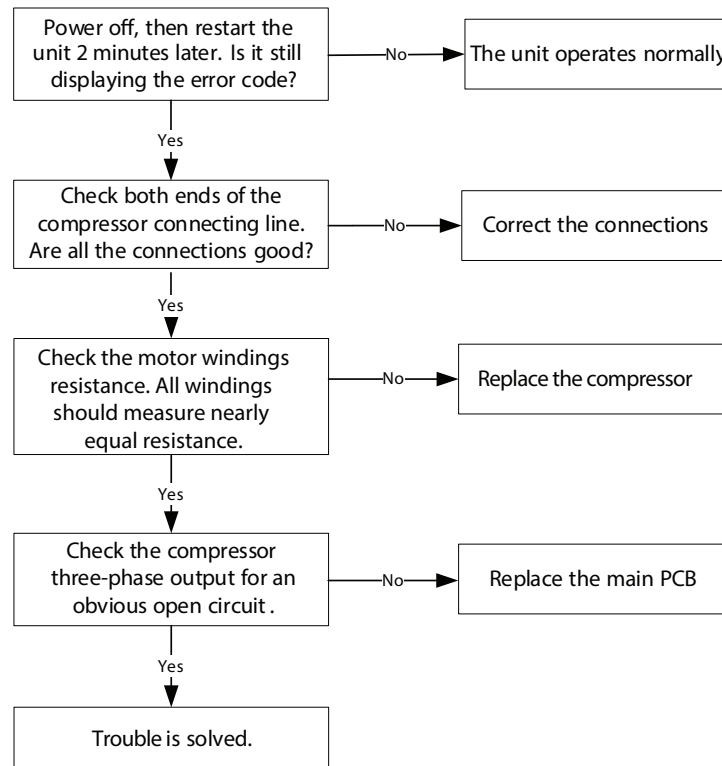 Power off, then restart the
unit 2 minutes later. Is it still
displaying the error code?
No
The unit operates normally
Yes
Check both ends of the
compressor connecting line.
Are all the connections good?
No
Correct the connections
Yes
Check the motor windings
resistance. All windings
should measure nearly
equal resistance.
No
Replace the compressor
Yes
Check the compressor
three-phase output for an
obvious open circuit .
No
Replace the main PCB
Yes
Trouble is solved.